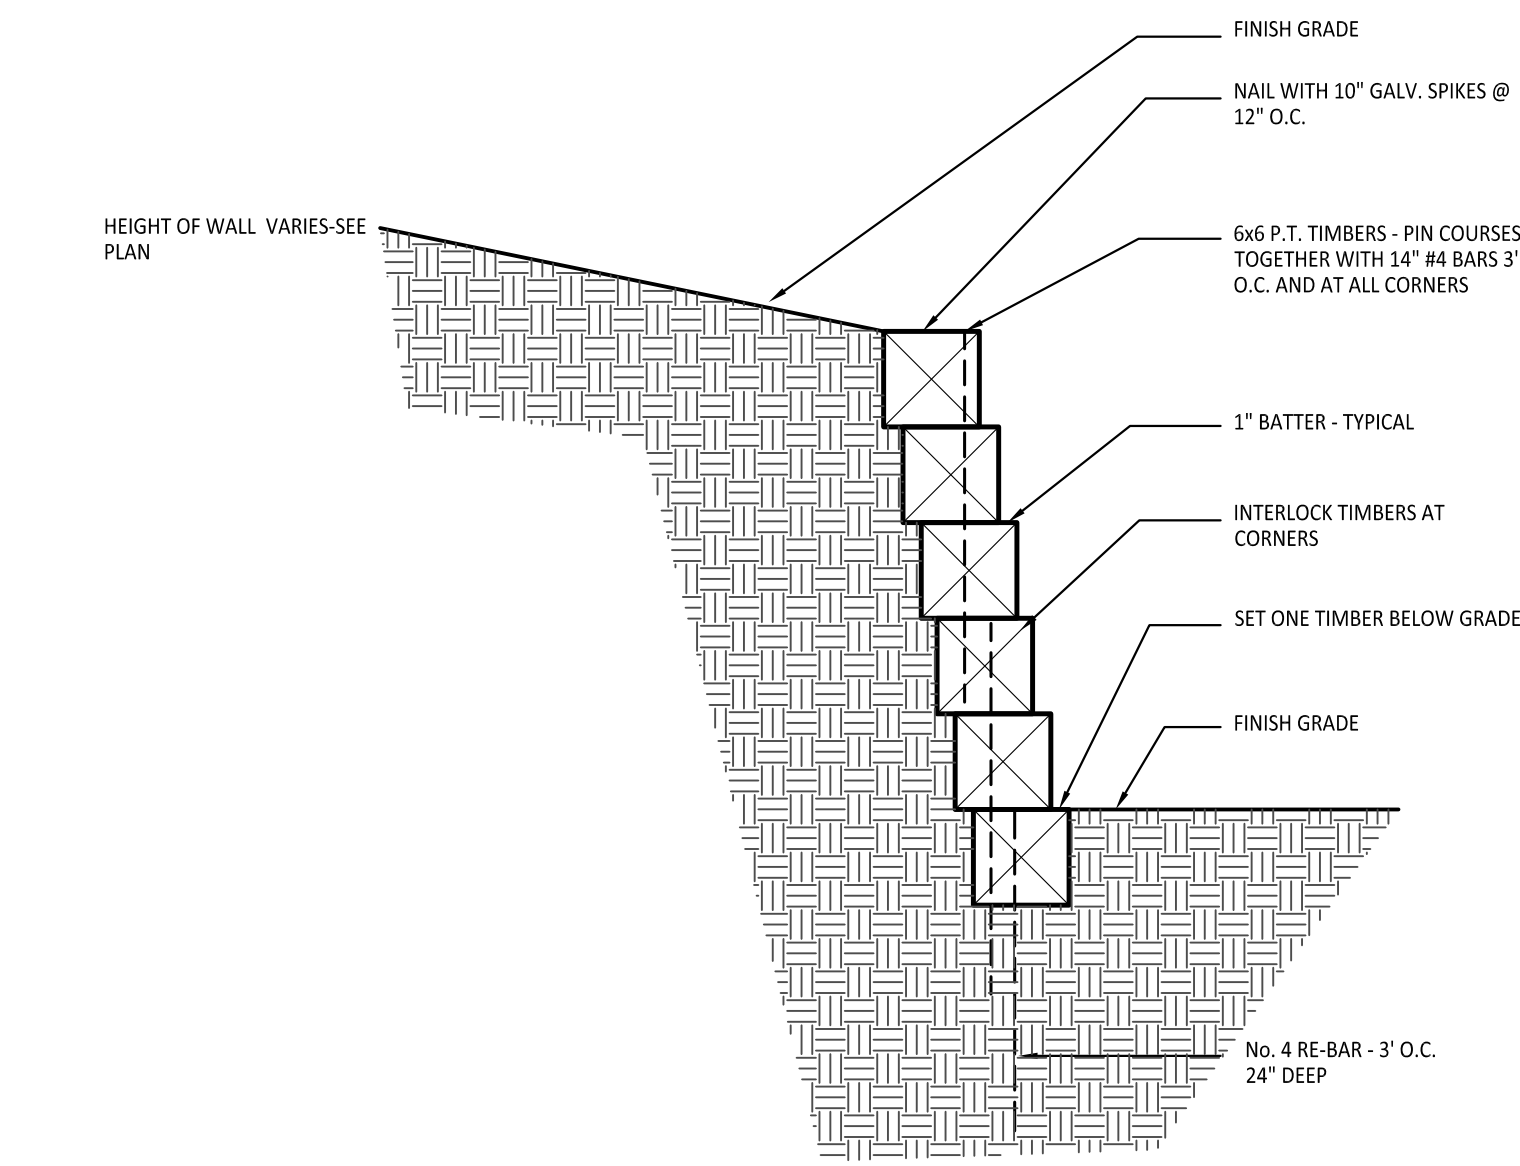 FINISH GRADE
NAIL WITH 10" GALV. SPIKES @
12" O.C.
HEIGHT OF WALL  VARIES-SEE
PLAN
6x6 P.T. TIMBERS - PIN COURSES
TOGETHER WITH 14" #4 BARS 3'
O.C. AND AT ALL CORNERS
1" BATTER - TYPICAL
INTERLOCK TIMBERS AT
CORNERS
SET ONE TIMBER BELOW GRADE
FINISH GRADE
No. 4 RE-BAR - 3' O.C.
24" DEEP